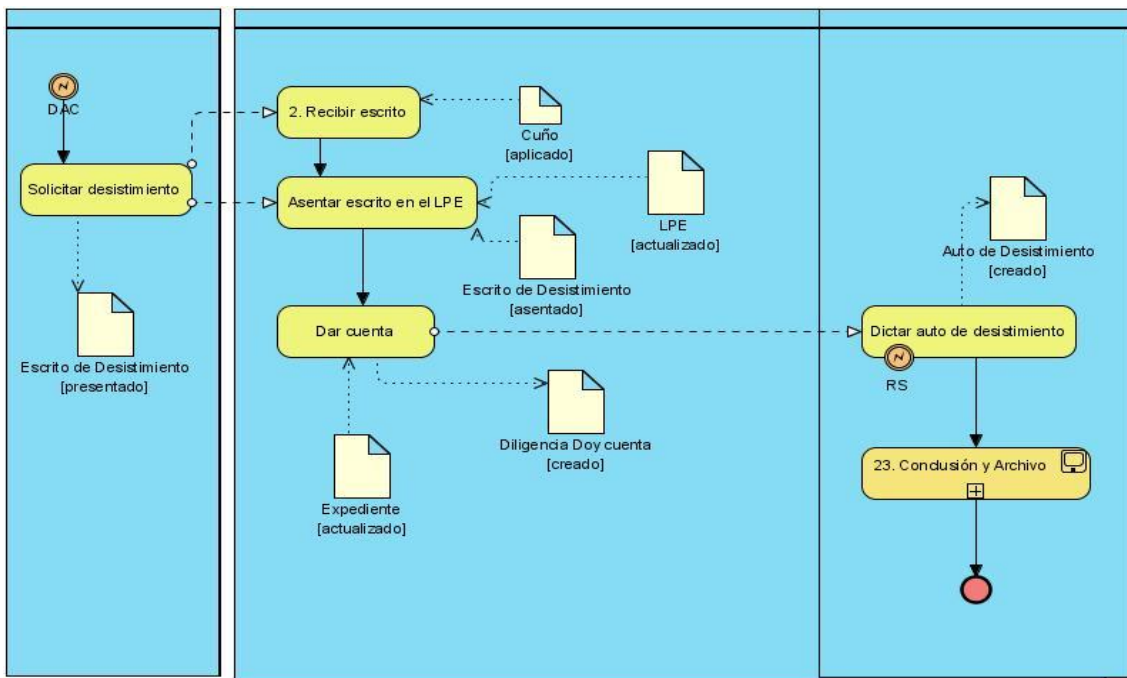 DAC
Solicitar desistimiento
Escrito de Desistimiento
[presentado]
2. Recibir escrito
Cuño
[aplicado]
Asentar escrito en el LPE
LPE
[actualizado]
Escrito de Desistimiento
[asentado]
Dar cuenta
Diligencia Doy cuenta
[creado]
Expediente
[actualizado]
Auto de Desistimiento
[creado]
Dictar auto de desistimiento
RS
23. Conclusión y Archivo